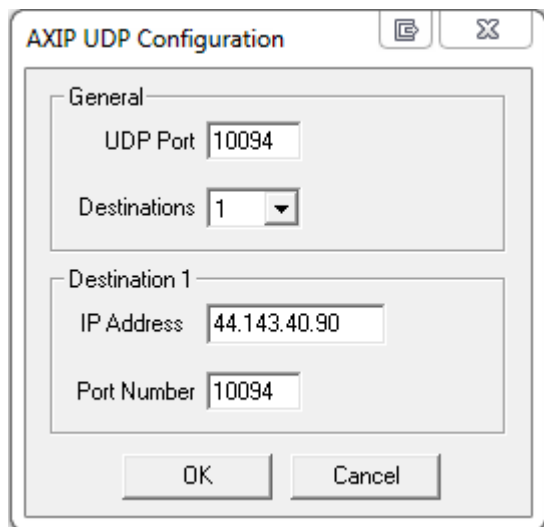 AXIP UDP Configuration
General
UDP Port 10094
Destinations 1
Destination 1
IP Address 44.143.40.90
Port Number 10094
OK Cancel